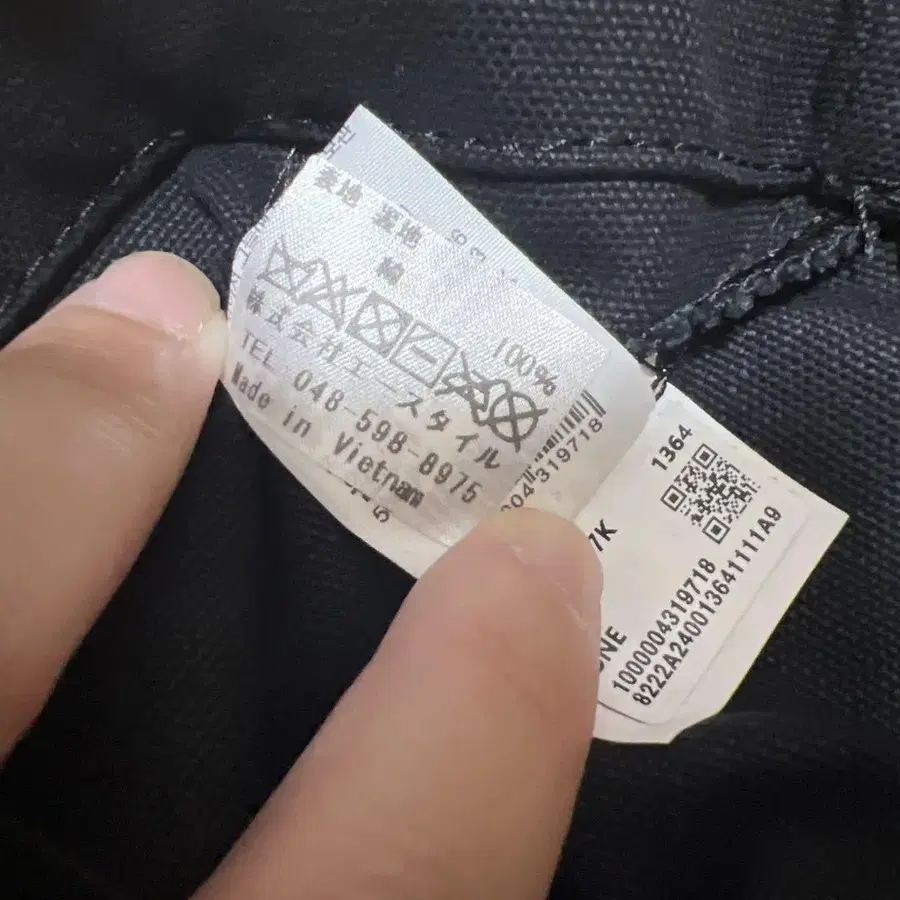 表地 裏地
綿 100%
株式会社エースタイル
TEL 048-598-8975
Made in Vietnam
004319718
7K
1364
1000004319718
8222A240013641111A9